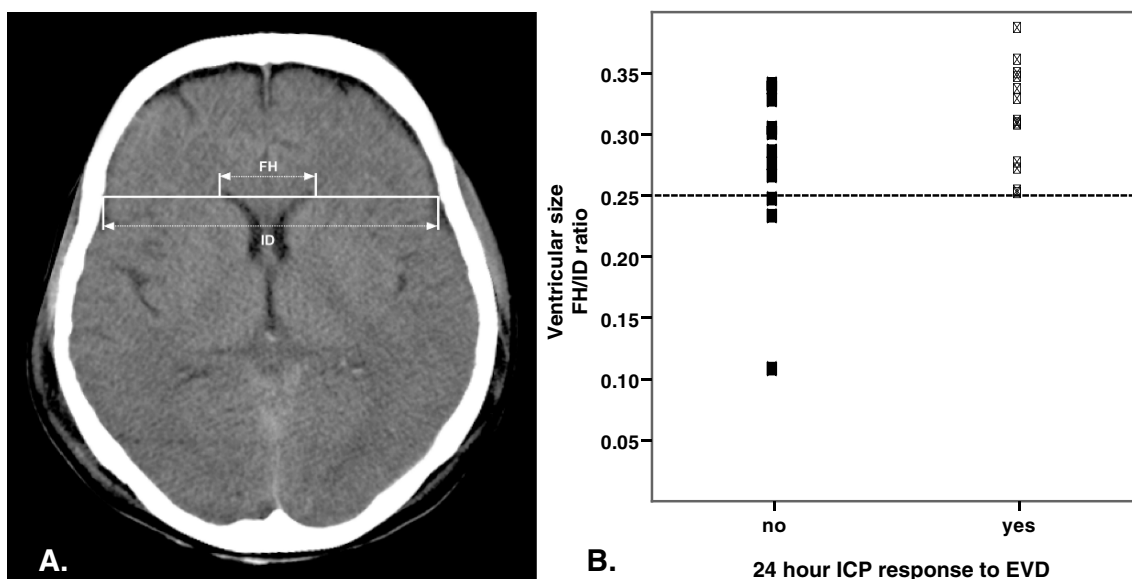 FH
ID
A.
Ventricular size
FH/ID ratio
0.35
0.30
0.25
0.20
0.15
0.10
0.05
no
yes
B.
24 hour ICP response to EVD